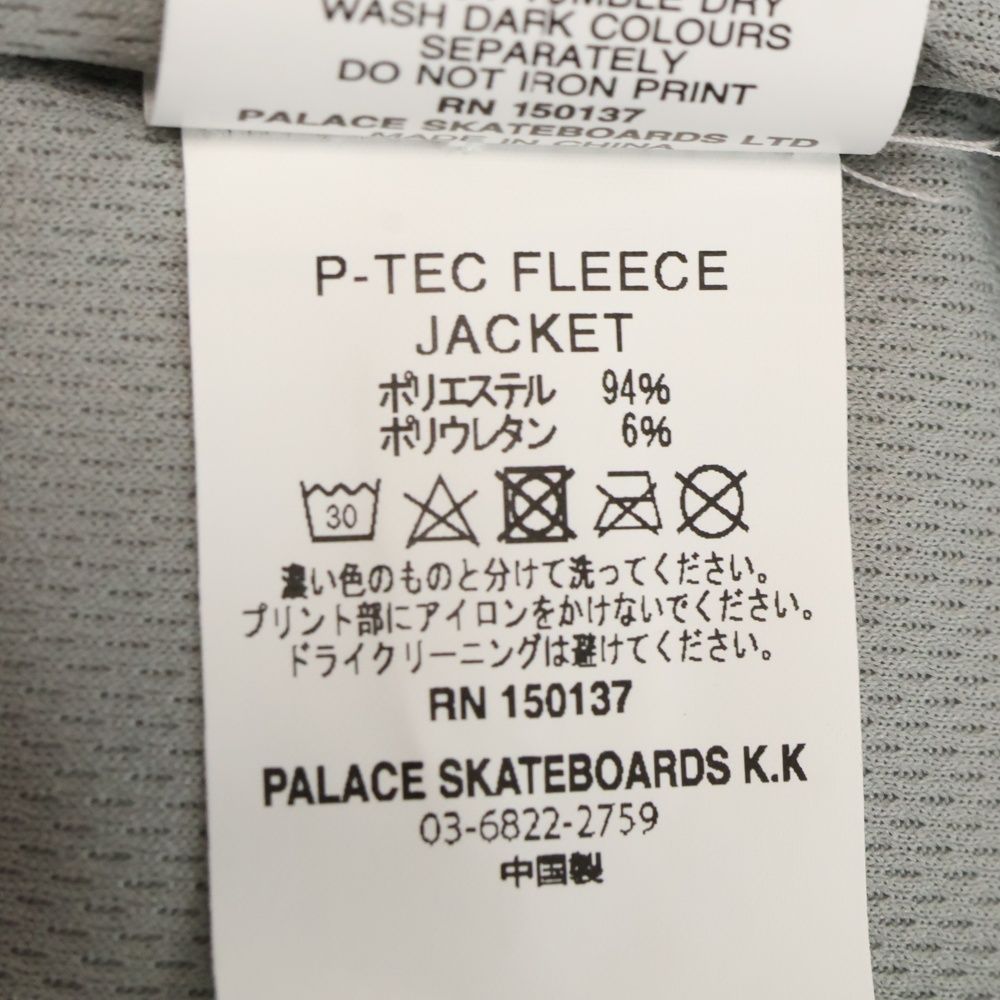 TUMBLE DRY
WASH DARK COLOURS
SEPARATELY
DO NOT IRON PRINT
RN 150137
PALACE SKATEBOARDS LTD
MADE IN CHINA
P-TEC FLEECE
JACKET
ポリエステル 94%
ポリウレタン 6%
30
濃い色のものと分けて洗ってください。
プリント部にアイロンをかけないでください。
ドライクリーニングは避けてください。
RN 150137
PALACE SKATEBOARDS K.K
03-6822-2759
中国製